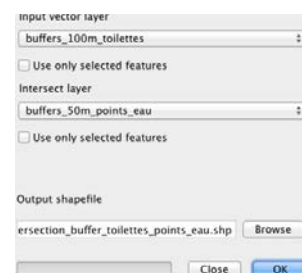 Input vector layer
buffers_100m_toilettes
Use only selected features
Intersect layer
buffers_50m_points_eau
Use only selected features
Output shapefile
ersection_buffer_toilettes_points_eau.shp Browse
Close OK